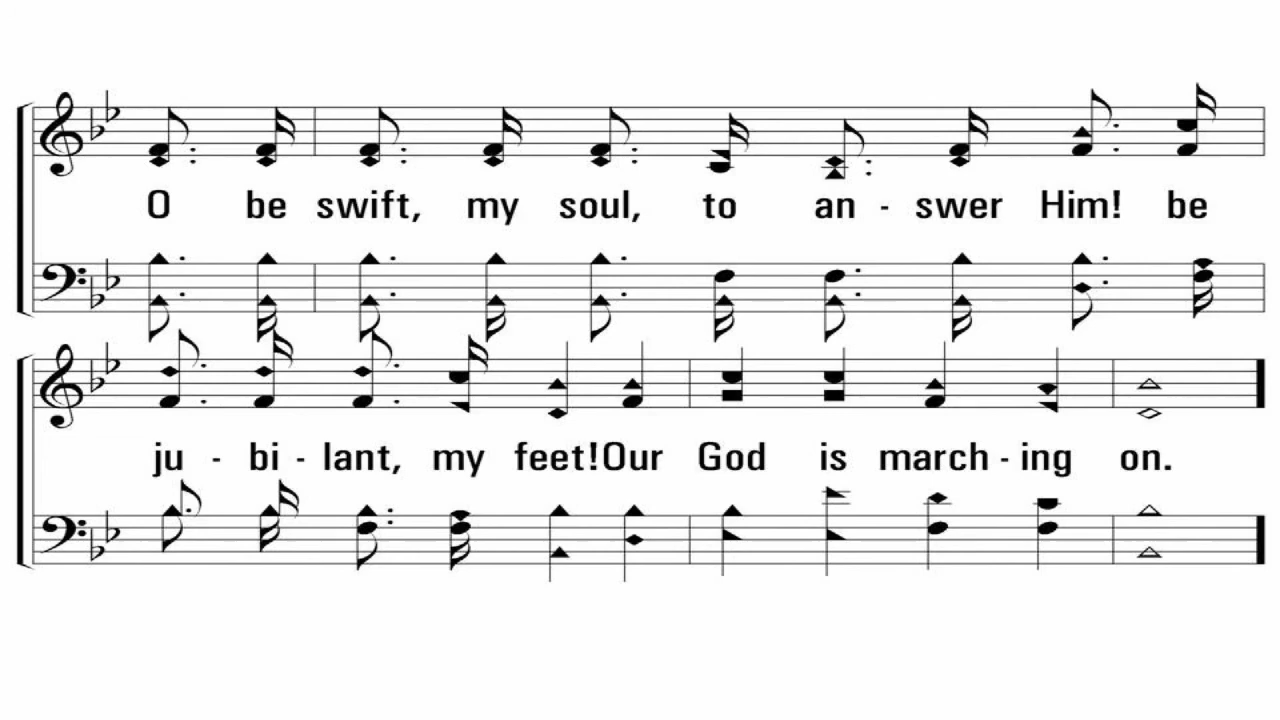 O be swift, my soul, to an - swer Him! be
ju - bi - lant, my feet!Our God is march - ing on.